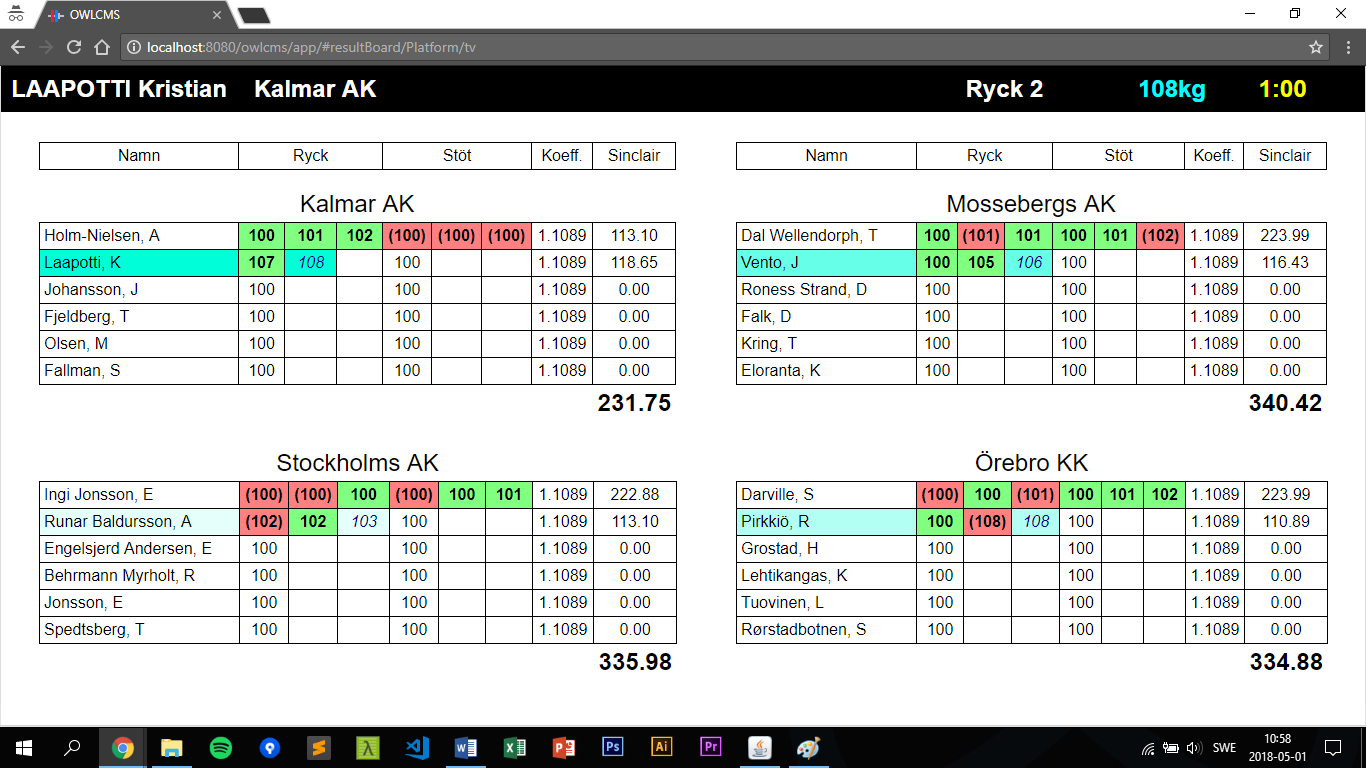 OWLCMS
localhost:8080/owlcms/app/#resultBoard/Platform/tv
LAAPOTTI Kristian Kalmar AK Ryck 2 108kg 1:00
Namn Ryck Stöt Koeff. Sinclair
Kalmar AK
Holm-Nielsen, A 100 101 102 (100) (100) (100) 1.1089 113.10
Laapotti, K 107 108 100 1.1089 118.65
Johansson, J 100 100 1.1089 0.00
Fjeldberg, T 100 100 1.1089 0.00
Olsen, M 100 100 1.1089 0.00
Fallman, S 100 100 1.1089 0.00
231.75
Namn Ryck Stöt Koeff. Sinclair
Mossebergs AK
Dal Wellendorph, T 100 (101) 101 100 101 (102) 1.1089 223.99
Vento, J 100 105 106 100 1.1089 116.43
Roness Strand, D 100 100 1.1089 0.00
Falk, D 100 100 1.1089 0.00
Kring, T 100 100 1.1089 0.00
Eloranta, K 100 100 1.1089 0.00
340.42
Stockholms AK
Ingi Jonsson, E (100) (100) 100 (100) 100 101 1.1089 222.88
Runar Baldursson, A (102) 102 103 100 1.1089 113.10
Engelsjerd Andersen, E 100 100 1.1089 0.00
Behrmann Myrholt, R 100 100 1.1089 0.00
Jonsson, E 100 100 1.1089 0.00
Spedtsberg, T 100 100 1.1089 0.00
335.98
Örebro KK
Darville, S (100) 100 (101) 100 101 102 1.1089 223.99
Pirkkiö, R 100 (108) 108 100 1.1089 110.89
Grostad, H 100 100 1.1089 0.00
Lehtikangas, K 100 100 1.1089 0.00
Tuovinen, L 100 100 1.1089 0.00
Rørstadbotnen, S 100 100 1.1089 0.00
334.88
Ps Ai Pr SWE 10:58
2018-05-01